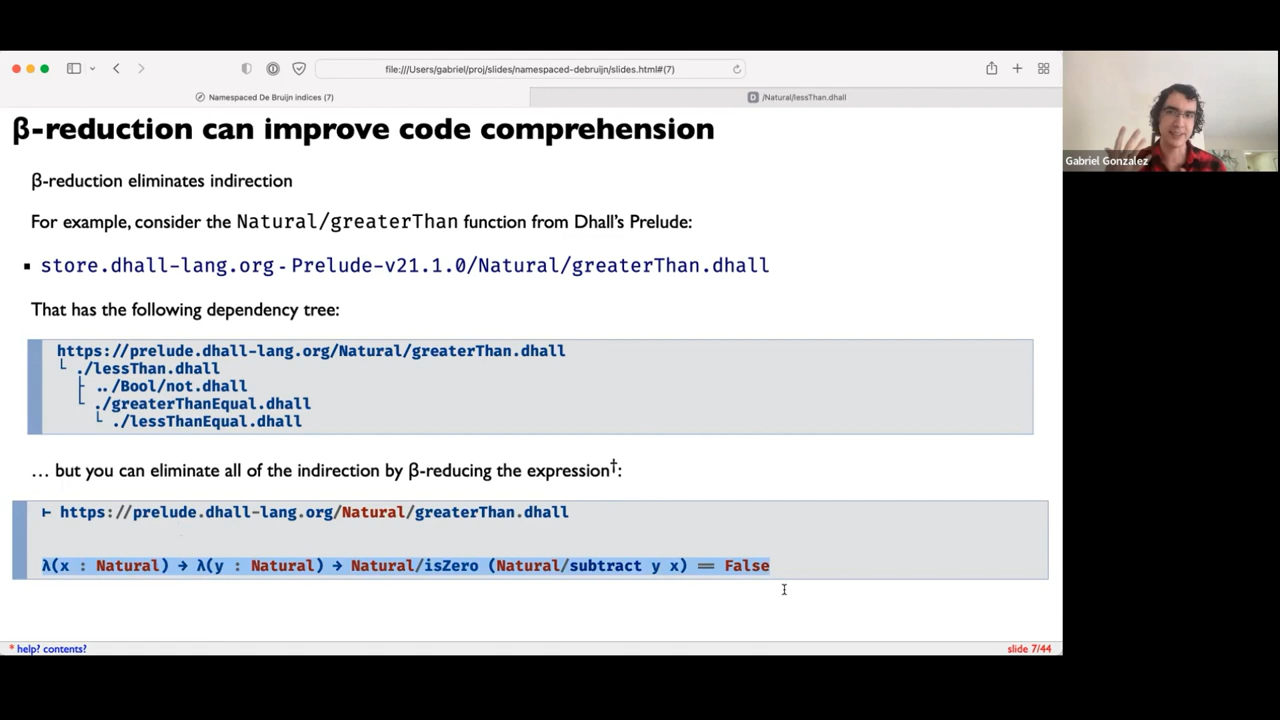 file:///Users/gabriel/proj/slides/namespaced-debruijn/slides.html#(7)
Namespaced De Bruijn indices (7)
/Natural/lessThan.dhall
β-reduction can improve code comprehension
β-reduction eliminates indirection
For example, consider the Natural/greaterThan function from Dhall's Prelude:
▪ store.dhall-lang.org - Prelude-v21.1.0/Natural/greaterThan.dhall
That has the following dependency tree:
https://prelude.dhall-lang.org/Natural/greaterThan.dhall
└ ./lessThan.dhall
├ ../Bool/not.dhall
└ ./greaterThanEqual.dhall
└ ./lessThanEqual.dhall
… but you can eliminate all of the indirection by β-reducing the expression†:
⊢ https://prelude.dhall-lang.org/Natural/greaterThan.dhall
λ(x : Natural) → λ(y : Natural) → Natural/isZero (Natural/subtract y x) == False
* help? contents?
slide 7/44
Gabriel Gonzalez